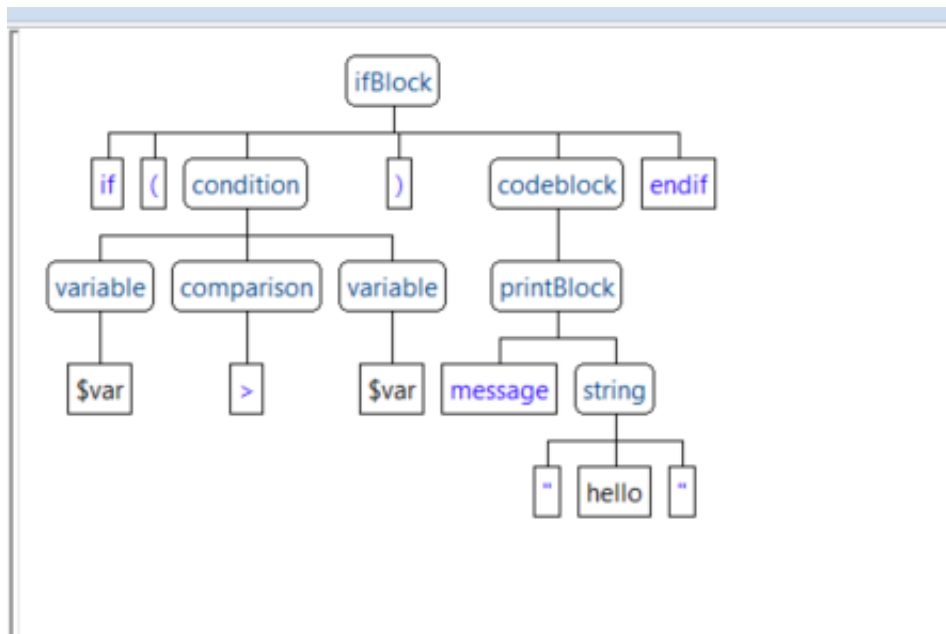 ifBlock
if ( condition ) codeblock endif
variable comparison variable printBlock
$var > $var message string
" hello "